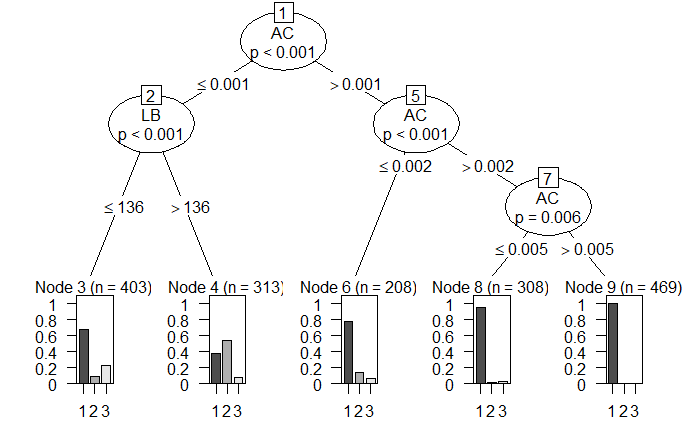 1
AC
p < 0.001
≤ 0.001
> 0.001
2
LB
p < 0.001
5
AC
p < 0.001
≤ 0.002
> 0.002
7
AC
p = 0.006
≤ 136
> 136
≤ 0.005
> 0.005
Node 3 (n = 403)
Node 4 (n = 313)
Node 6 (n = 208)
Node 8 (n = 308)
Node 9 (n = 469)
1
0.8
0.6
0.4
0.2
0
1 2 3
1
0.8
0.6
0.4
0.2
0
1 2 3
1
0.8
0.6
0.4
0.2
0
1 2 3
1
0.8
0.6
0.4
0.2
0
1 2 3
1
0.8
0.6
0.4
0.2
0
1 2 3